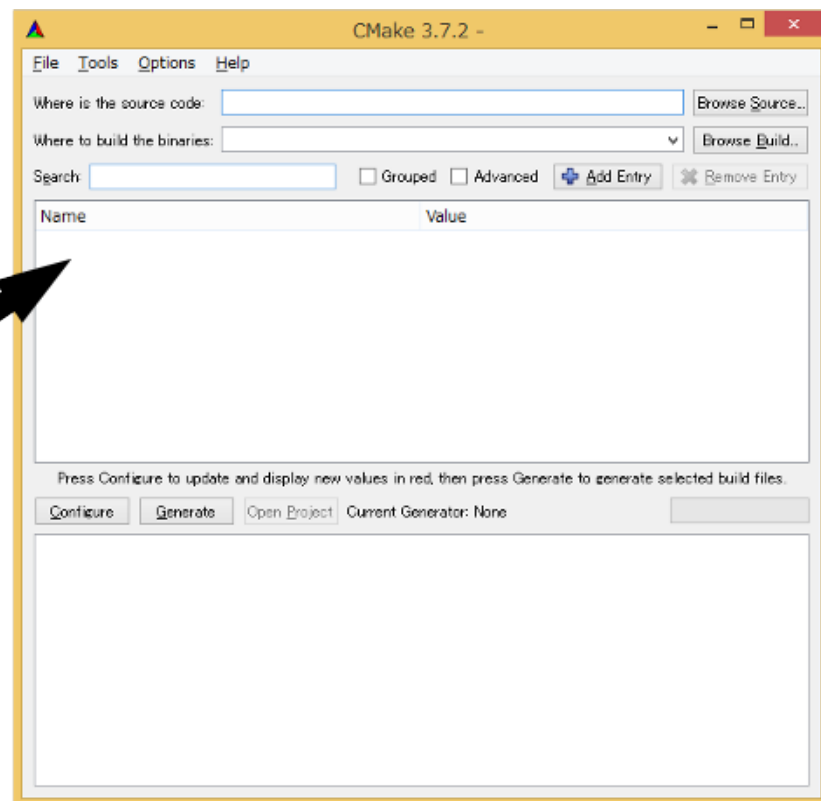 CMake 3.7.2 -
File Tools Options Help
Where is the source code: Browse Source...
Where to build the binaries: Browse Build...
Search: Grouped Advanced Add Entry Remove Entry
Name Value
Press Configure to update and display new values in red, then press Generate to generate selected build files.
Configure Generate Open Project Current Generator: None